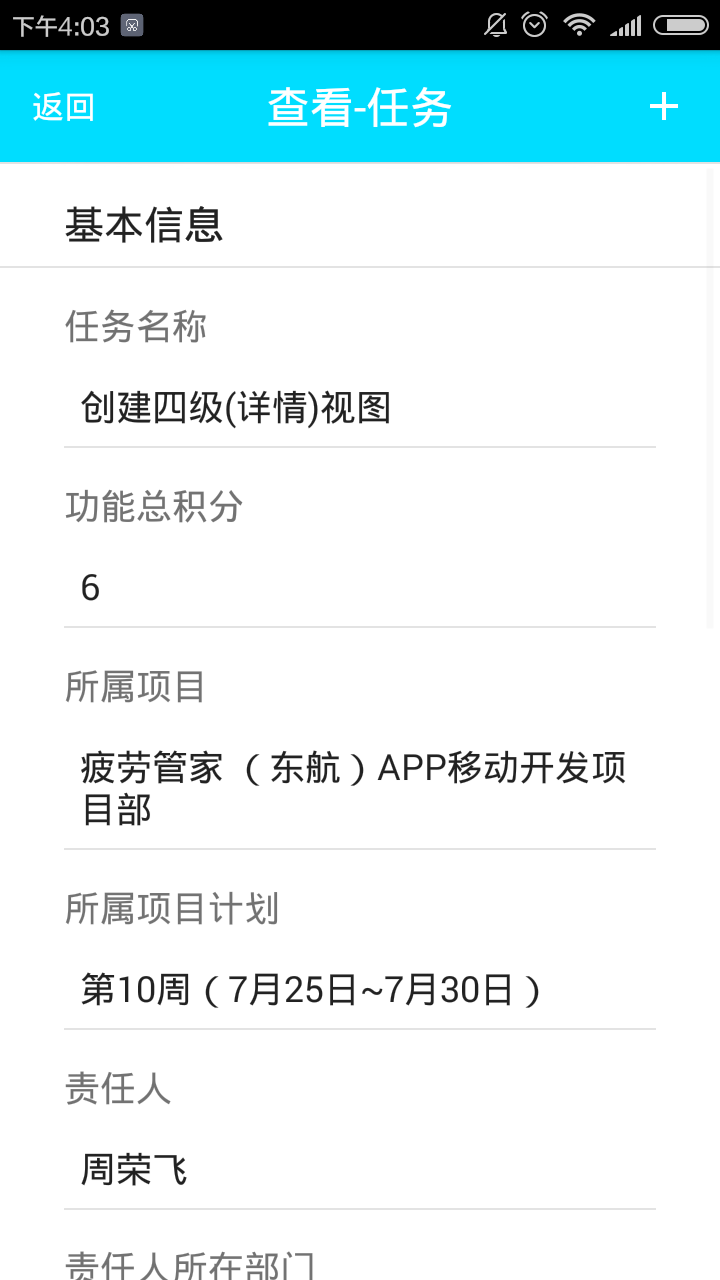 下午4:03
返回
查看-任务
+
基本信息
任务名称
创建四级(详情)视图
功能总积分
6
所属项目
疲劳管家 （东航）APP移动开发项
目部
所属项目计划
第10周（7月25日~7月30日）
责任人
周荣飞
责任人所在部门